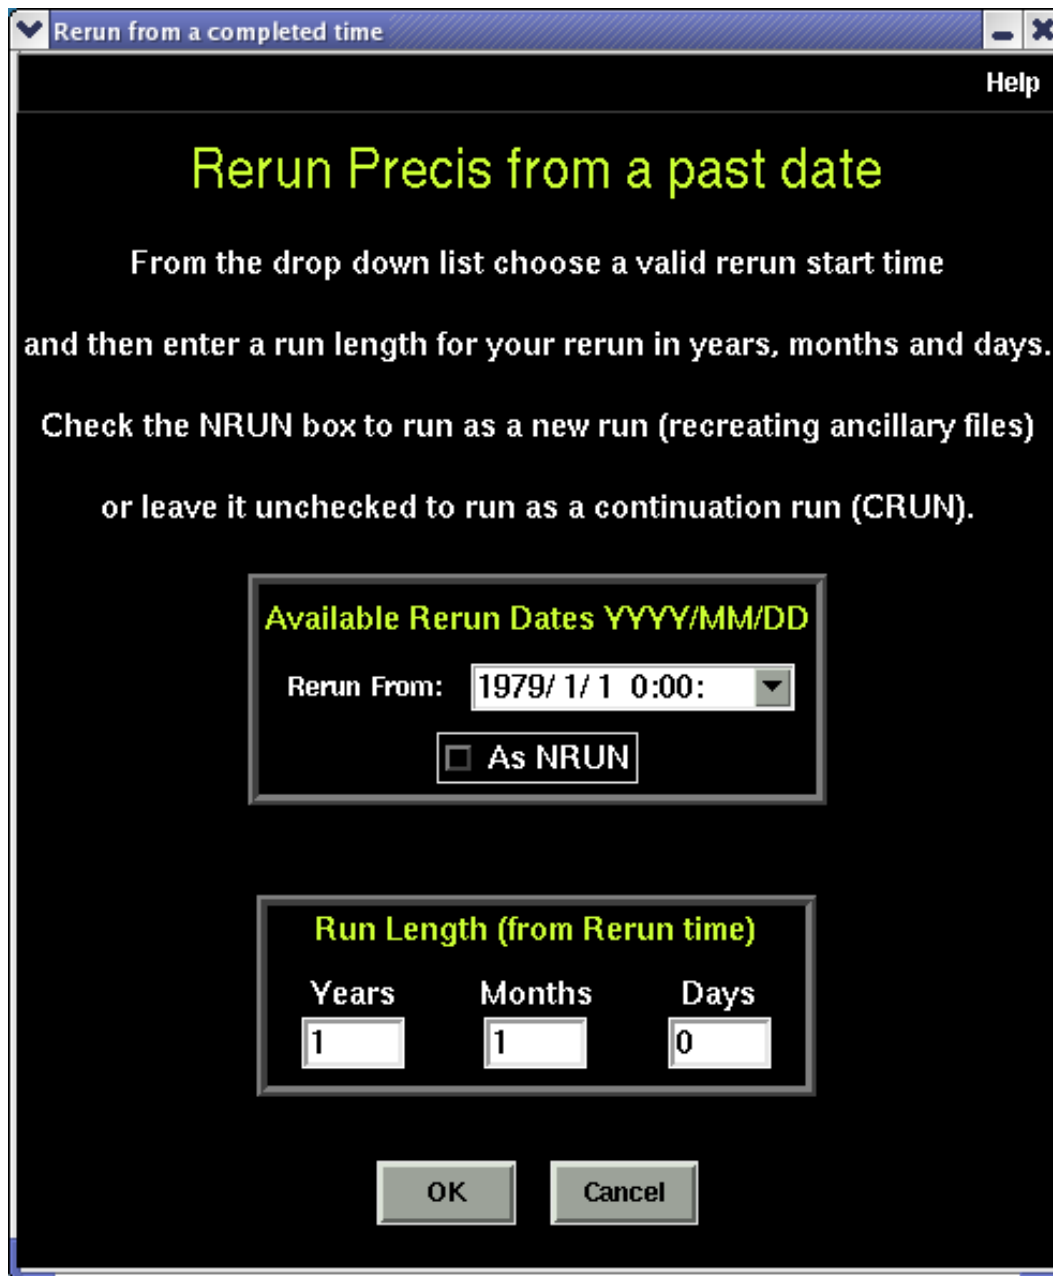 Rerun from a completed time
Help
Rerun Precis from a past date
From the drop down list choose a valid rerun start time
and then enter a run length for your rerun in years, months and days.
Check the NRUN box to run as a new run (recreating ancillary files)
or leave it unchecked to run as a continuation run (CRUN).
Available Rerun Dates YYYY/MM/DD
Rerun From: 1979/ 1/ 1 0:00:
As NRUN
Run Length (from Rerun time)
Years Months Days
1 1 0
OK Cancel